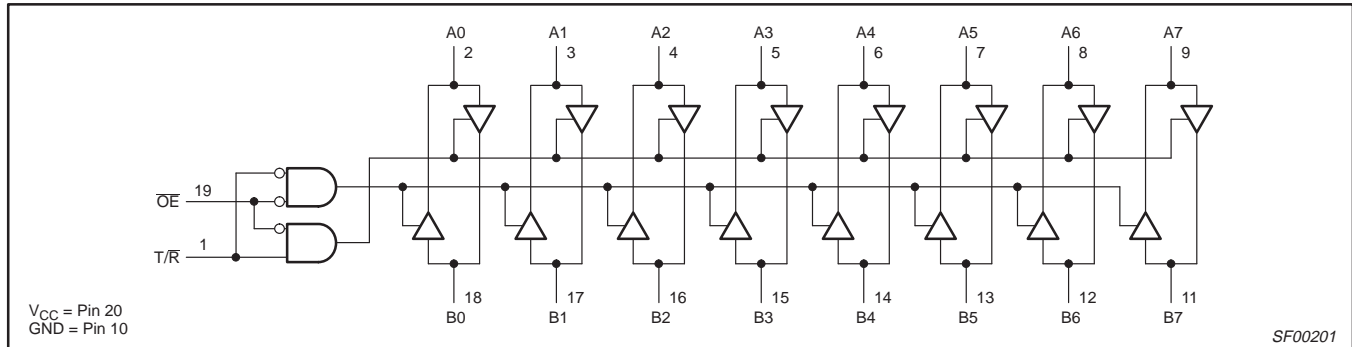 A0 A1 A2 A3 A4 A5 A6 A7
2 3 4 5 6 7 8 9
O̅E̅ 19
T/R̅ 1
18 17 16 15 14 13 12 11
B0 B1 B2 B3 B4 B5 B6 B7
VCC = Pin 20
GND = Pin 10
SF00201